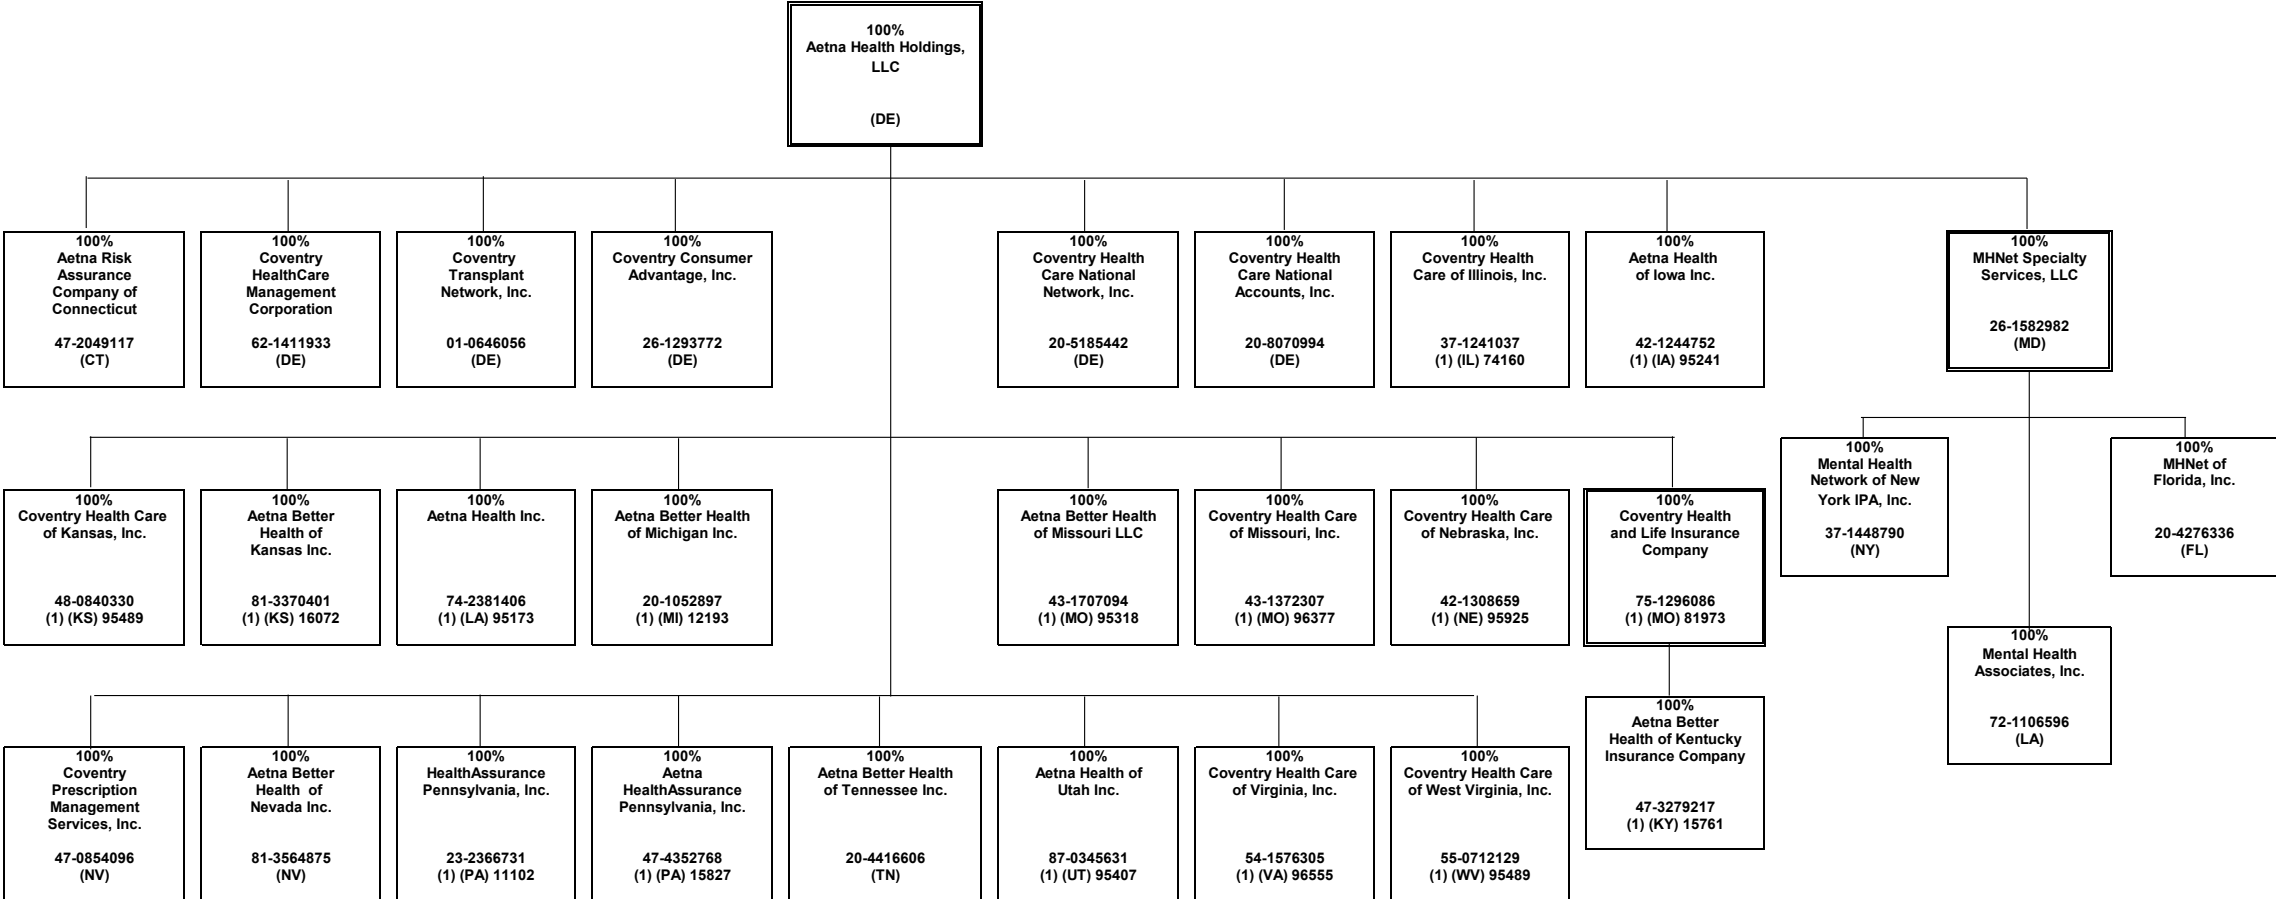 100%
Aetna Health Holdings,
LLC
(DE)
100%
Aetna Risk
Assurance
Company of
Connecticut
47-2049117
(CT)
100%
Coventry
HealthCare
Management
Corporation
62-1411933
(DE)
100%
Coventry
Transplant
Network, Inc.
01-0646056
(DE)
100%
Coventry Consumer
Advantage, Inc.
26-1293772
(DE)
100%
Coventry Health
Care National
Network, Inc.
20-5185442
(DE)
100%
Coventry Health
Care National
Accounts, Inc.
20-8070994
(DE)
100%
Coventry Health
Care of Illinois, Inc.
37-1241037
(1) (IL) 74160
100%
Aetna Health
of Iowa Inc.
42-1244752
(1) (IA) 95241
100%
MHNet Specialty
Services, LLC
26-1582982
(MD)
100%
Mental Health
Network of New
York IPA, Inc.
37-1448790
(NY)
100%
MHNet of
Florida, Inc.
20-4276336
(FL)
100%
Coventry Health Care
of Kansas, Inc.
48-0840330
(1) (KS) 95489
100%
Aetna Better
Health of
Kansas Inc.
81-3370401
(1) (KS) 16072
100%
Aetna Health Inc.
74-2381406
(1) (LA) 95173
100%
Aetna Better Health
of Michigan Inc.
20-1052897
(1) (MI) 12193
100%
Aetna Better Health
of Missouri LLC
43-1707094
(1) (MO) 95318
100%
Coventry Health Care
of Missouri, Inc.
43-1372307
(1) (MO) 96377
100%
Coventry Health Care
of Nebraska, Inc.
42-1308659
(1) (NE) 95925
100%
Coventry Health
and Life Insurance
Company
75-1296086
(1) (MO) 81973
100%
Mental Health
Associates, Inc.
72-1106596
(LA)
100%
Aetna Better
Health of Kentucky
Insurance Company
47-3279217
(1) (KY) 15761
100%
Coventry
Prescription
Management
Services, Inc.
47-0854096
(NV)
100%
Aetna Better
Health of
Nevada Inc.
81-3564875
(NV)
100%
HealthAssurance
Pennsylvania, Inc.
23-2366731
(1) (PA) 11102
100%
Aetna
HealthAssurance
Pennsylvania, Inc.
47-4352768
(1) (PA) 15827
100%
Aetna Better Health
of Tennessee Inc.
20-4416606
(TN)
100%
Aetna Health of
Utah Inc.
87-0345631
(1) (UT) 95407
100%
Coventry Health Care
of Virginia, Inc.
54-1576305
(1) (VA) 96555
100%
Coventry Health Care
of West Virginia, Inc.
55-0712129
(1) (WV) 95489